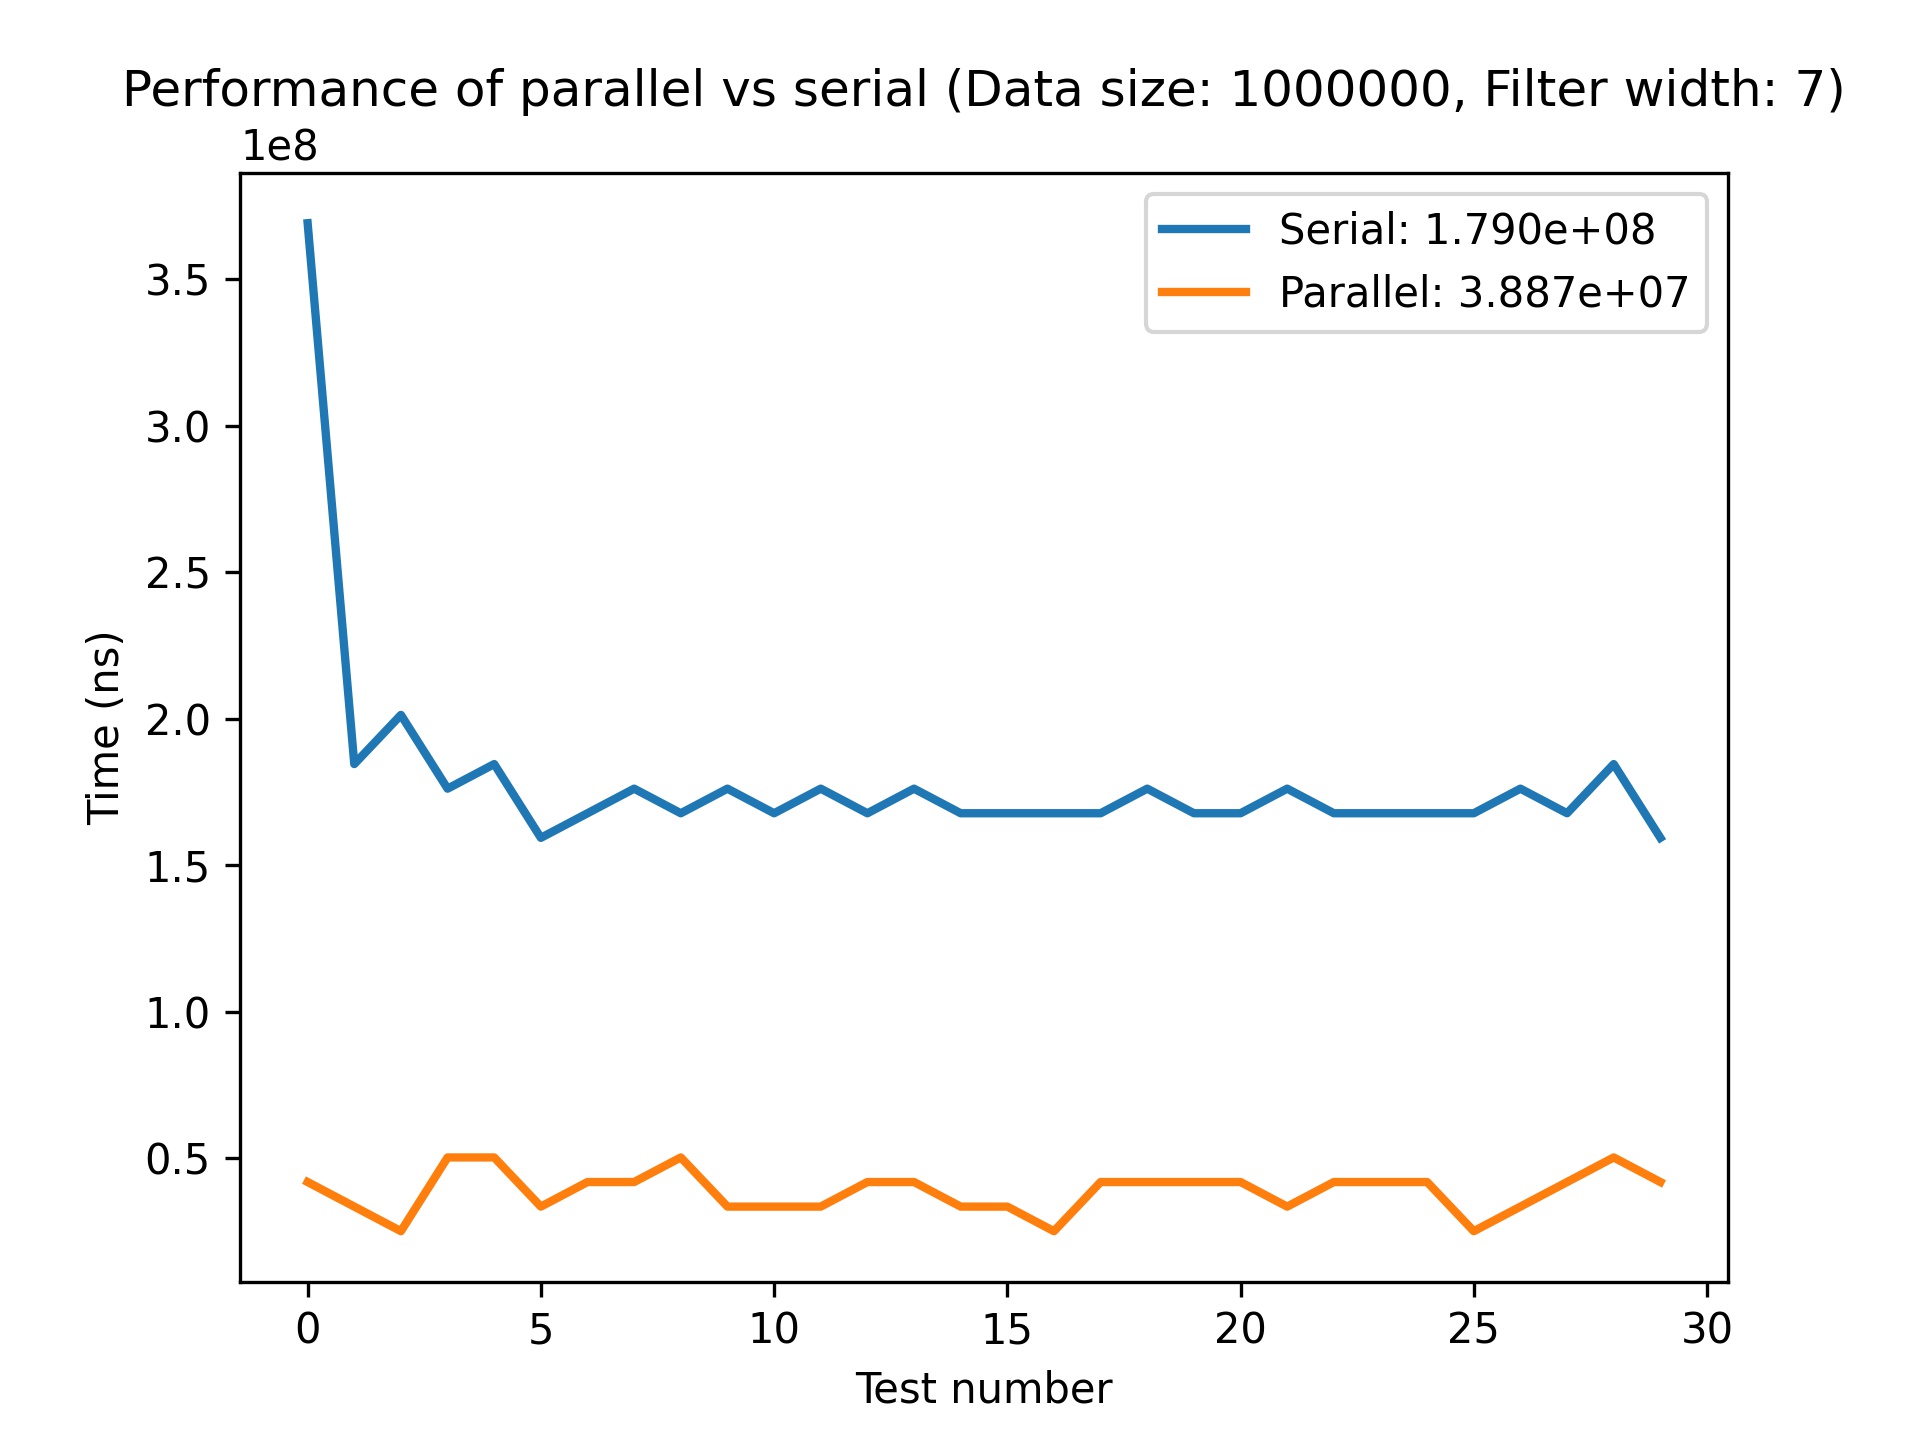 Performance of parallel vs serial (Data size: 1000000, Filter width: 7)
1e8
Serial: 1.790e+08
Parallel: 3.887e+07
3.5
3.0
2.5
2.0
1.5
1.0
0.5
Time (ns)
0 5 10 15 20 25 30
Test number